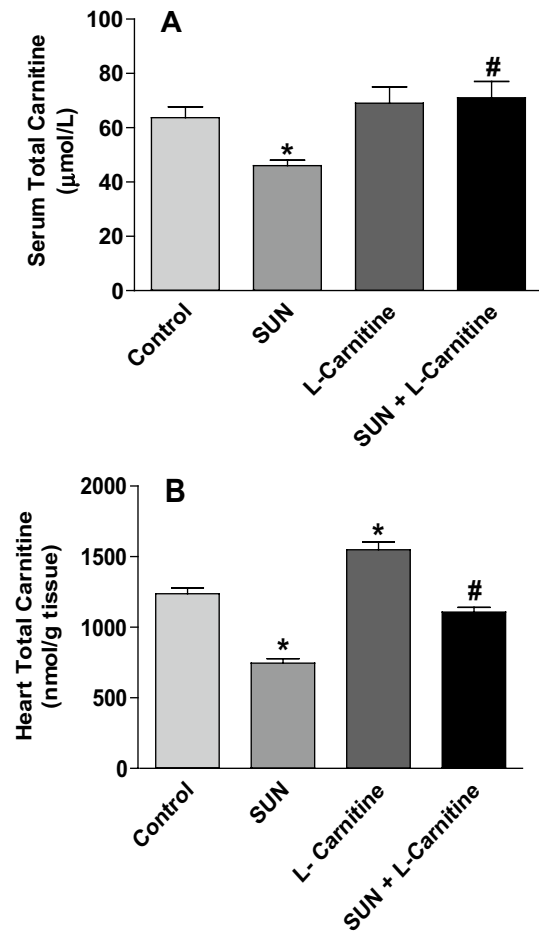 A
Serum Total Carnitine
(μmol/L)
100
80
60
40
20
0
*
#
Control
SUN
L-Carnitine
SUN + L-Carnitine
B
Heart Total Carnitine
(nmol/g tissue)
2000
1500
1000
500
0
*
*
#
Control
SUN
L- Carnitine
SUN + L-Carnitine